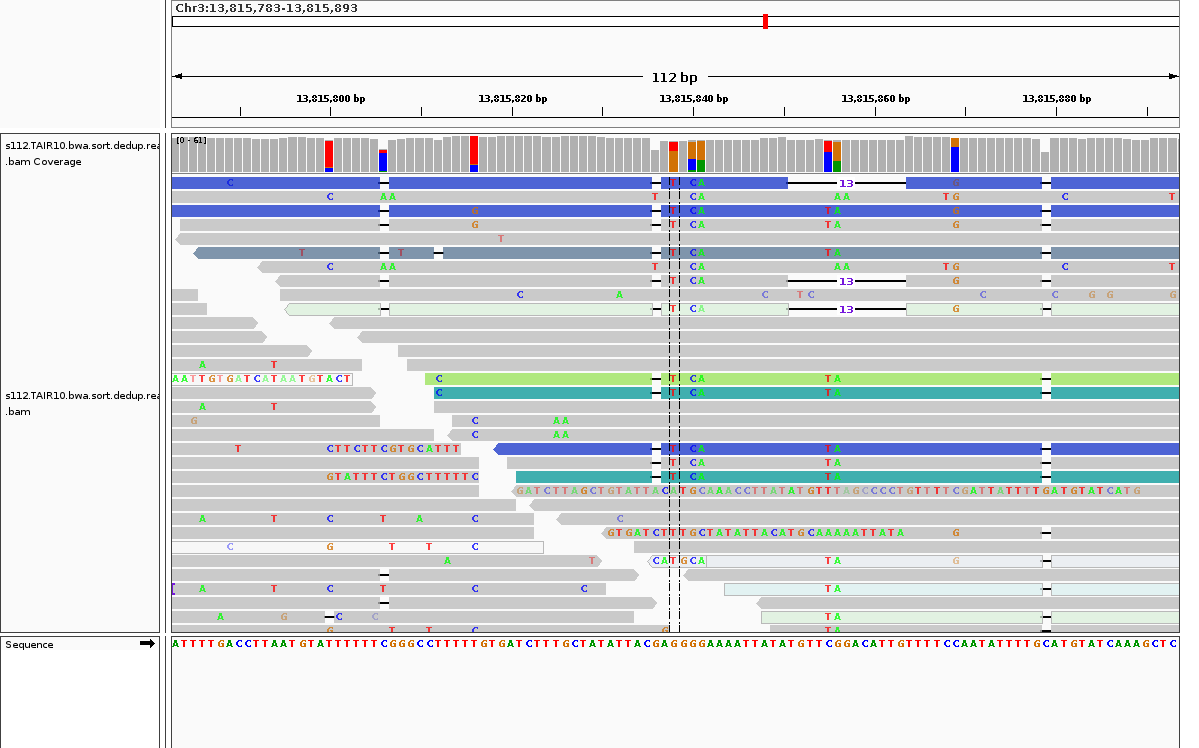 Chr3:13,815,783-13,815,893
112 bp
13,815,800 bp 13,815,820 bp 13,815,840 bp 13,815,860 bp 13,815,880 bp
s112.TAIR10.bwa.sort.dedup.rea
.bam Coverage
[0 - 61]
C T C A 13 G
C A A T C A A A T G C T
G T C A T A G
G T C A T A G
T
T T T C A T A
C A A T C A A A T G C T
T C A 13 G
C A C T C C C G G G
T C A 13 G
A T
AATTGTGATCATAATGTACT C T C A T A
C T C A T A
A T
G C A A
C A A
T CTTCTTCGTGCATTT T C A T A
T C A T A
GTATTTCTGGCTTTTTC T C A T A
GATCTTAGCTGTATTACATGCAAACCTTATATGTTTAGCCCCTGTTTTCGATTATTTTGATGTATCATG
A T C T A C C
GTGATCTTTGCTATATTACATGCAAAAATTATA G
C G T T C
A T CATGCA T A G
A T C T C C T A
A G C C T A
G T T C G T A
s112.TAIR10.bwa.sort.dedup.rea
.bam
Sequence
ATTTTGACCTTAATGTATTTTTTCGGGCCTTTTTGTGATCTTTGCTATATTACGAGGGGAAAATTATATGTTCGGACATTGTTTTCCAATATTTTGCATGTATCAAAGCTC